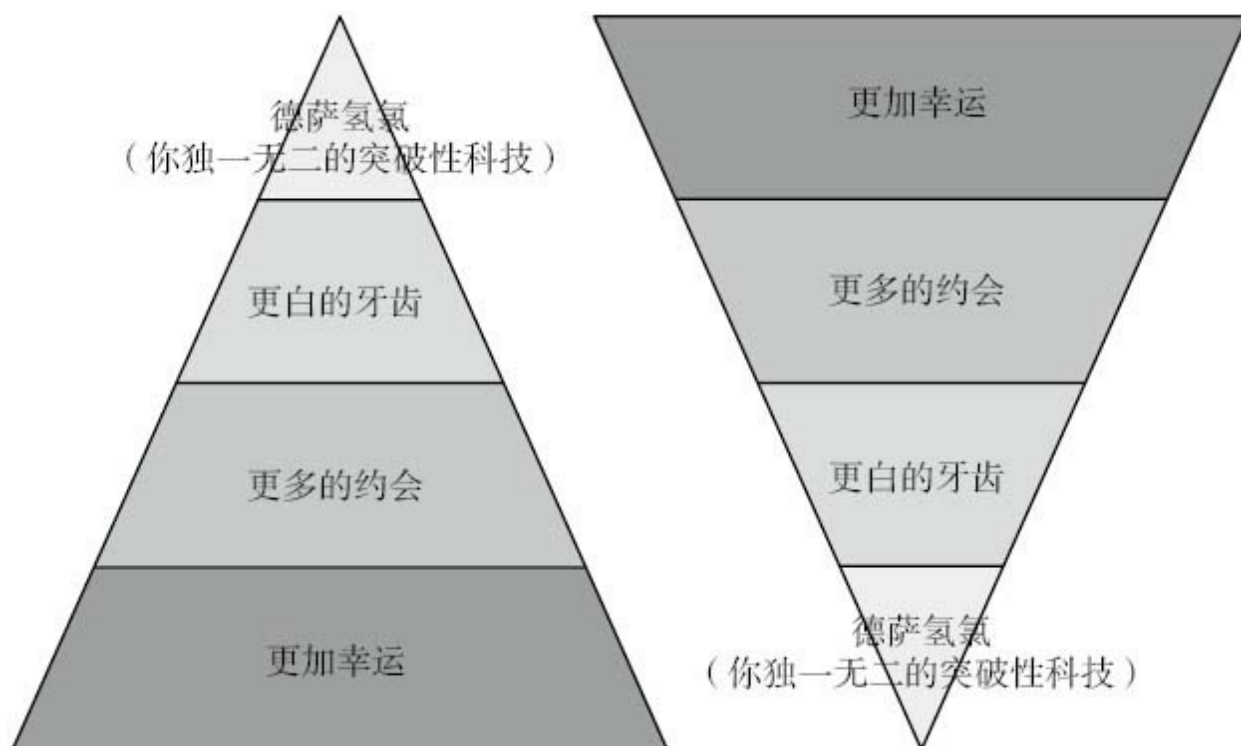 德萨氢氯
（你独一无二的突破性科技）
更白的牙齿
更多的约会
更加幸运
更加幸运
更多的约会
更白的牙齿
德萨氢氯
（你独一无二的突破性科技）